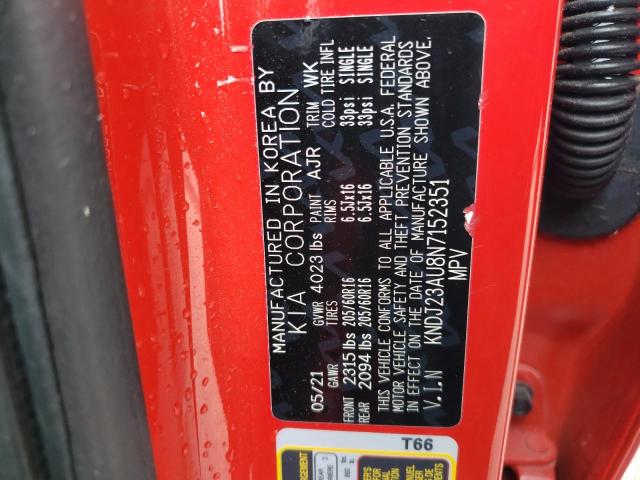 MANUFACTURED IN KOREA BY
KIA CORPORATION
05/21 GVWR 4023 lbs PAINT AJR TRIM WK
GAWR TIRES RIMS COLD TIRE INFL
FRONT 2315 lbs 205/60R16 6.5Jx16 33psi SINGLE
REAR 2094 lbs 205/60R16 6.5Jx16 33psi SINGLE
THIS VEHICLE CONFORMS TO ALL APPLICABLE U.S.A. FEDERAL
MOTOR VEHICLE SAFETY AND THEFT PREVENTION STANDARDS
IN EFFECT ON THE DATE OF MANUFACTURE SHOWN ABOVE.
V.I.N KNDJ23AU8N7152351
MPV
T66